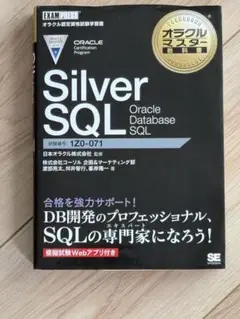 EXAMPRESS
オラクル認定資格試験学習書
ORACLE
Certification
Program
オラクル
マスター
教科書
Silver
SQL
Oracle
Database
SQL
試験番号:1Z0-071
日本オラクル株式会社 監修
株式会社コーソル 企画&マーケティング部
渡部亮太、舛井智行、峯岸隆一 著
合格を強力サポート!
DB開発のプロフェッショナル、
エキスパート
SQLの専門家になろう!
模擬試験Webアプリ付き
SE